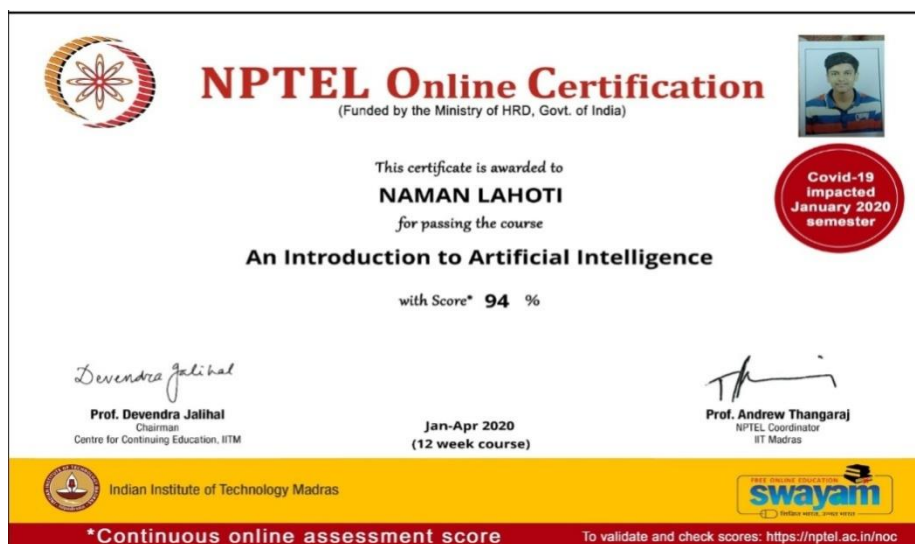 NPTEL Online Certification
(Funded by the Ministry of HRD, Govt. of India)
This certificate is awarded to
NAMAN LAHOTI
for passing the course
An Introduction to Artificial Intelligence
with Score* 94 %
Covid-19
impacted
January 2020
semester
Devendra Jalihal
Prof. Devendra Jalihal
Chairman
Centre for Continuing Education, IITM
Jan-Apr 2020
(12 week course)
Prof. Andrew Thangaraj
NPTEL Coordinator
IIT Madras
Indian Institute of Technology Madras
FREE ONLINE EDUCATION
swayam
शिक्षित भारत, उन्नत भारत
*Continuous online assessment score
To validate and check scores: https://nptel.ac.in/noc